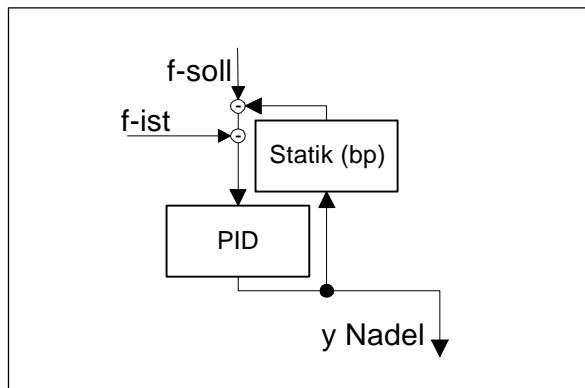 f-soll
-
f-ist
-
Statik (bp)
PID
y Nadel